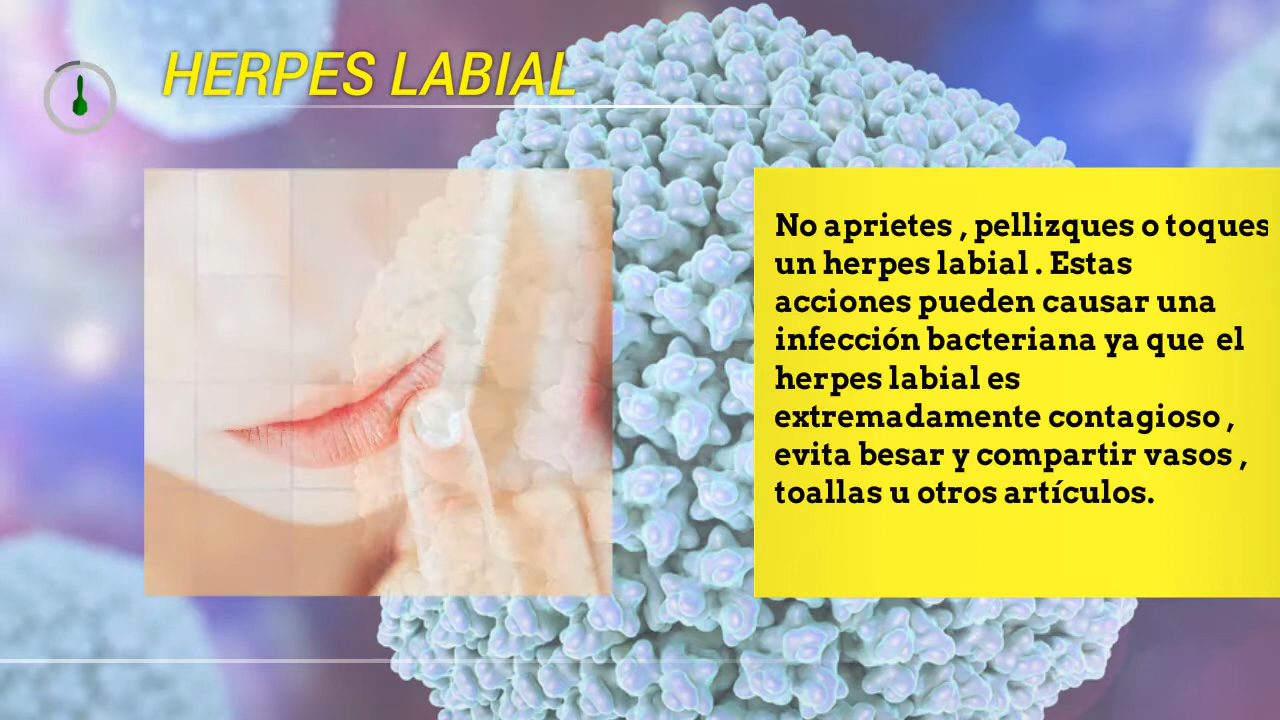 HERPES LABIAL
No aprietes , pellizques o toques
un herpes labial . Estas
acciones pueden causar una
infección bacteriana ya que  el
herpes labial es
extremadamente contagioso ,
evita besar y compartir vasos ,
toallas u otros artículos.